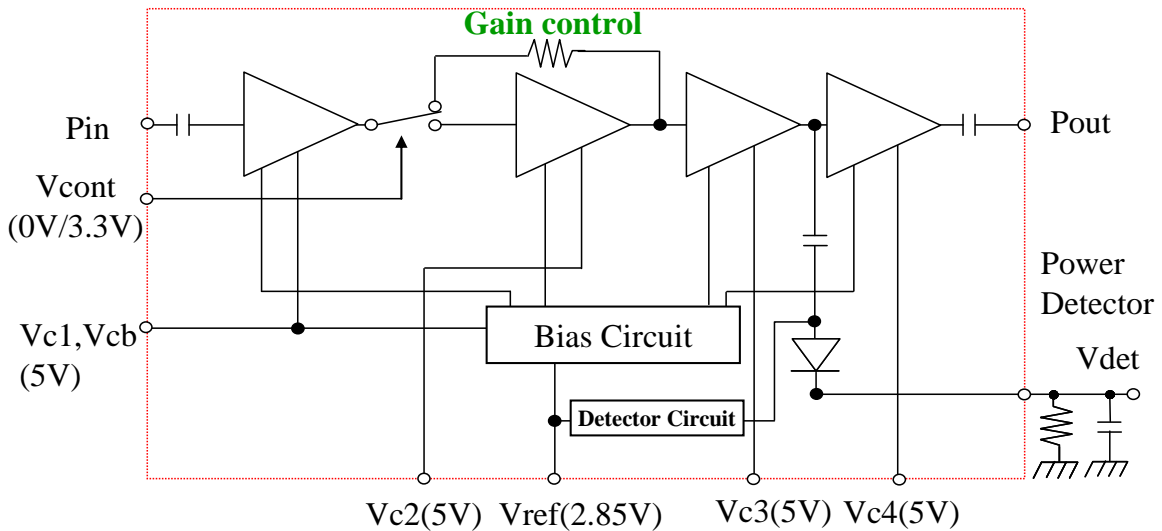 Gain control
Pin
Pout
Vcont
(0V/3.3V)
Power
Detector
Vc1,Vcb
(5V)
Bias Circuit
Vdet
Detector Circuit
Vc2(5V)
Vref(2.85V)
Vc3(5V)
Vc4(5V)